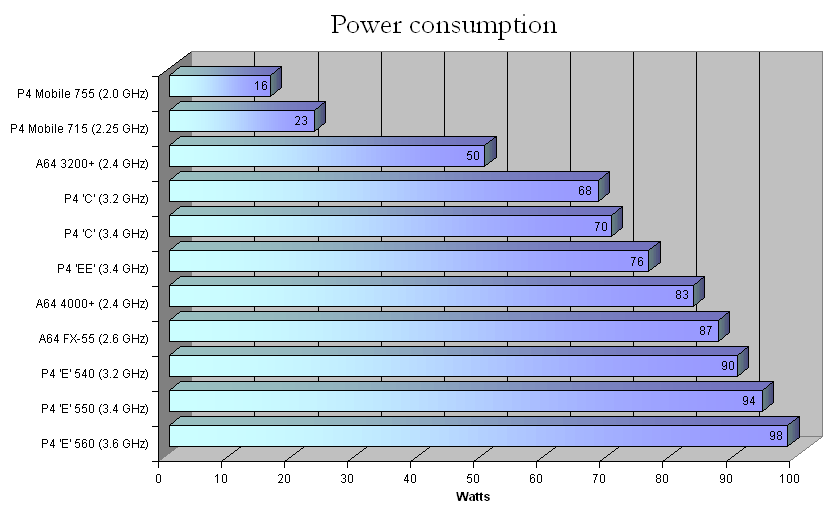 Power consumption
P4 Mobile 755 (2.0 GHz) 16
P4 Mobile 715 (2.25 GHz) 23
A64 3200+ (2.4 GHz) 50
P4 'C' (3.2 GHz) 68
P4 'C' (3.4 GHz) 70
P4 'EE' (3.4 GHz) 76
A64 4000+ (2.4 GHz) 83
A64 FX-55 (2.6 GHz) 87
P4 'E' 540 (3.2 GHz) 90
P4 'E' 550 (3.4 GHz) 94
P4 'E' 560 (3.6 GHz) 98
0 10 20 30 40 50 60 70 80 90 100
Watts